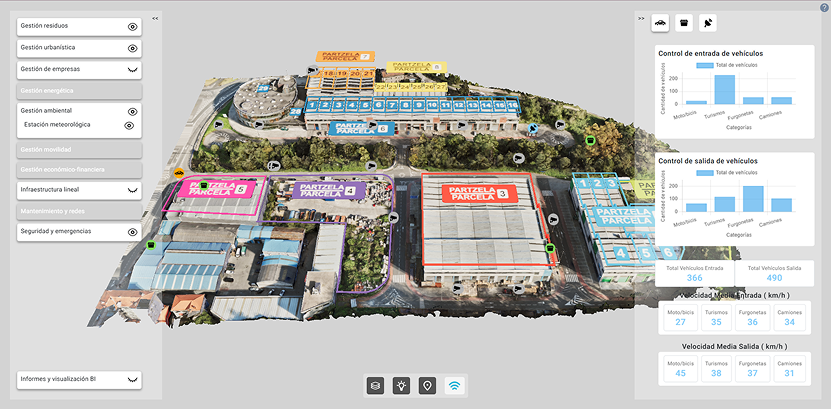 <<
Gestión residuos
Gestión urbanística
Gestión de empresas
Gestión energética
Gestión ambiental
Estación meteorológica
Gestión movilidad
Gestión económico-financiera
Infraestructura lineal
Mantenimiento y redes
Seguridad y emergencias
Informes y visualización BI
PARTZELA
PARCELA 7
PARTZELA
PARCELA 8
18 19 20 21
22 23 24 25 26 27
28
29
1 2 3 4 5 6 7 8 9 10 11 12 13 14 15 16
PARTZELA
PARCELA 6
PARTZELA
PARCELA 5
PARTZELA
PARCELA 4
PARTZELA
PARCELA 3
1 2 3
PARTZELA
PARCELA
4 5 6
>>
?
Control de entrada de vehículos
Total de vehículos
Cantidad de vehículos
200
100
0
Moto/bicis
Turismos
Furgonetas
Camiones
Categorías
Control de salida de vehículos
Total de vehículos
Cantidad de vehículos
200
100
0
Moto/bicis
Turismos
Furgonetas
Camiones
Categorías
Total Vehículos Entrada
366
Total Vehículos Salida
490
Velocidad Media Entrada ( km/h )
Moto/bicis Turismos Furgonetas Camiones
27 35 36 34
Velocidad Media Salida ( km/h )
Moto/bicis Turismos Furgonetas Camiones
45 38 37 31